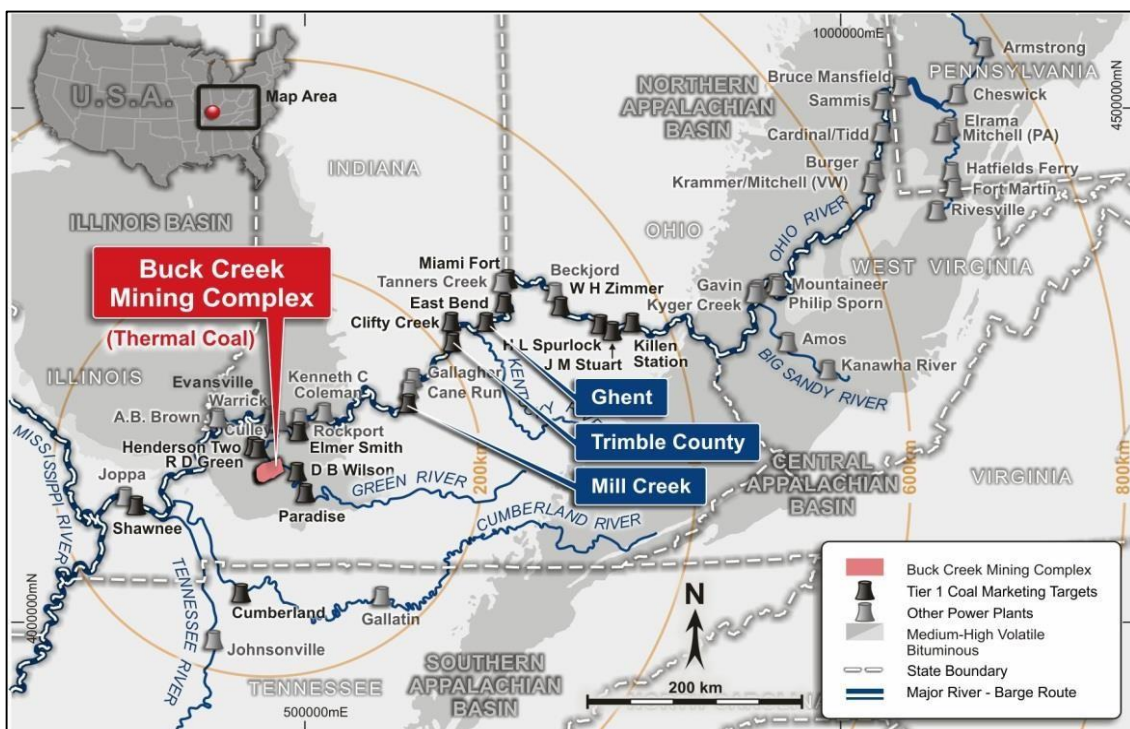 1000000mE
Armstrong
NORTHERN
APPALACHIAN
BASIN
Bruce Mansfield
PENNSYLVANIA
Sammis
Cheswick
4500000mN
U.S.A.
Map Area
Cardinal/Tidd
Elrama
Mitchell (PA)
INDIANA
Burger
Krammer/Mitchell (VW)
Hatfields Ferry
Fort Martin
Rivesville
ILLINOIS BASIN
OHIO
OHIO RIVER
WEST VIRGINIA
Buck Creek
Mining Complex
(Thermal Coal)
Miami Fort
Tanners Creek
East Bend
Clifty Creek
Beckjord
W H Zimmer
Kyger Creek
Gavin
Mountaineer
Philip Sporn
H L Spurlock
J M Stuart
Killen
Station
Amos
Kanawha River
BIG SANDY RIVER
ILLINOIS
Evansville
Warrick
A.B. Brown
Culley
Kenneth C
Coleman
Gallagher
Cane Run
Ghent
Trimble County
Mill Creek
Henderson Two
R D Green
Rockport
Elmer Smith
D B Wilson
Paradise
GREEN RIVER
200km
600km
800km
CENTRAL
APPALACHIAN
BASIN
VIRGINIA
MISSISSIPPI RIVER
Joppa
Shawnee
CUMBERLAND RIVER
TENNESSEE RIVER
Cumberland
Gallatin
Johnsonville
4000000mN
TENNESSEE
500000mE
SOUTHERN
APPALACHIAN
BASIN
N
200 km
Buck Creek Mining Complex
Tier 1 Coal Marketing Targets
Other Power Plants
Medium-High Volatile
Bituminous
State Boundary
Major River - Barge Route